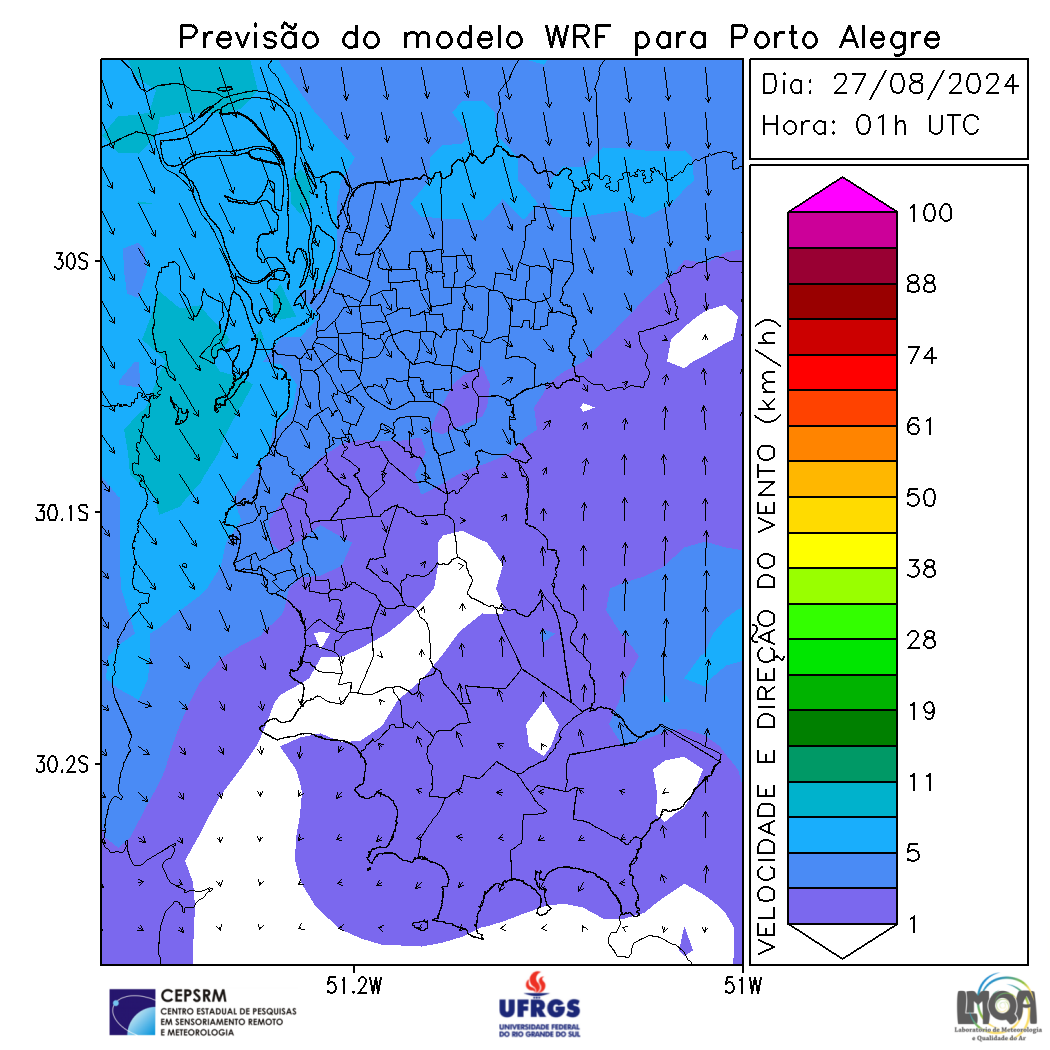 Previsão do modelo WRF para Porto Alegre
Dia: 27/08/2024
Hora: 01h UTC
30S
30.1S
30.2S
51.2W
51W
VELOCIDADE E DIREÇÃO DO VENTO (km/h)
100
88
74
61
50
38
28
19
11
5
1
CEPSRM
CENTRO ESTADUAL DE PESQUISAS
EM SENSORIAMENTO REMOTO
E METEOROLOGIA
UFRGS
UNIVERSIDADE FEDERAL
DO RIO GRANDE DO SUL
LMQA
Laboratório de Meteorologia
e Qualidade do Ar